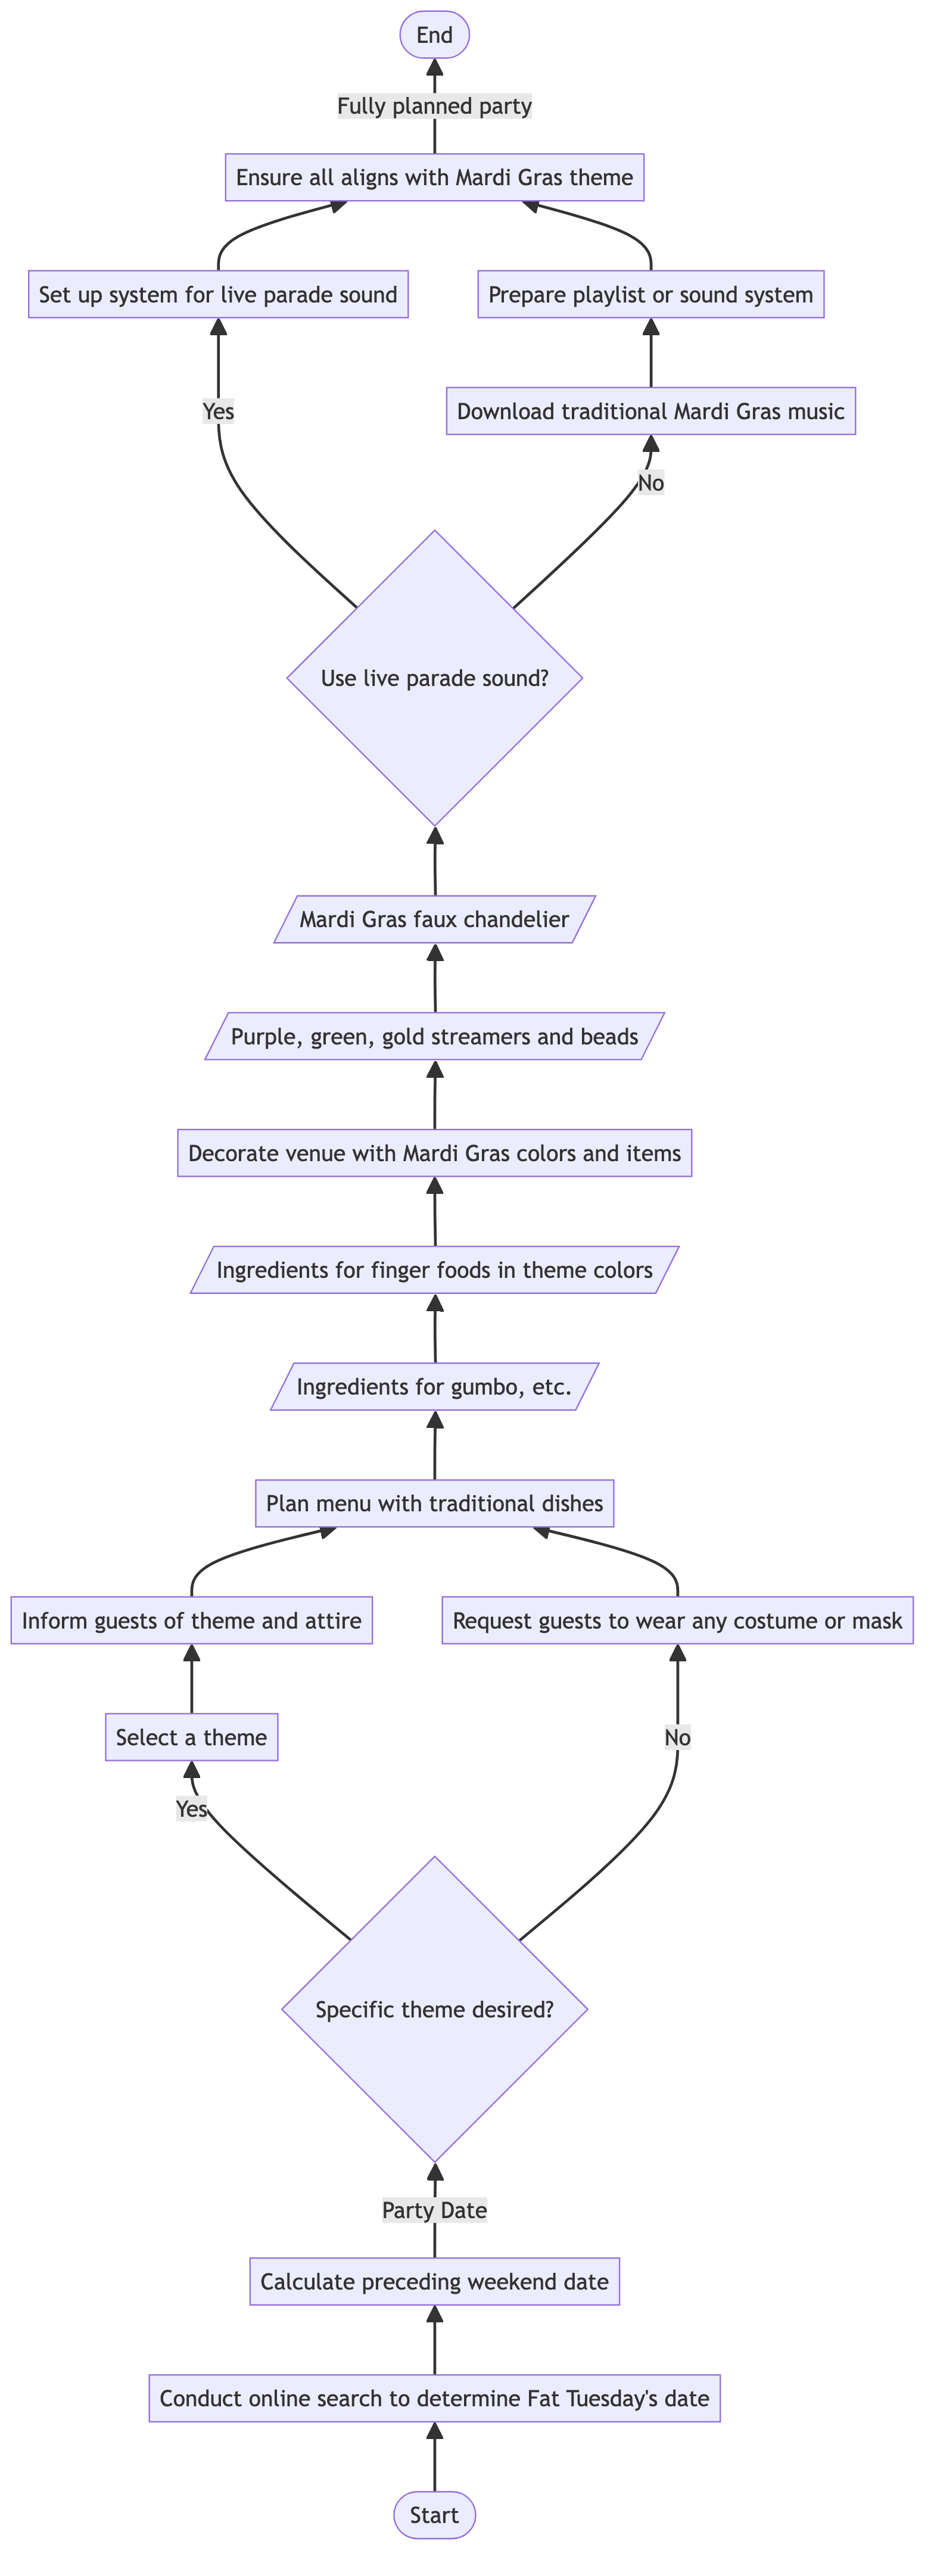 End
Fully planned party
Ensure all aligns with Mardi Gras theme
Set up system for live parade sound
Prepare playlist or sound system
Yes
Download traditional Mardi Gras music
No
Use live parade sound?
Mardi Gras faux chandelier
Purple, green, gold streamers and beads
Decorate venue with Mardi Gras colors and items
Ingredients for finger foods in theme colors
Ingredients for gumbo, etc.
Plan menu with traditional dishes
Inform guests of theme and attire
Request guests to wear any costume or mask
Select a theme
No
Yes
Specific theme desired?
Party Date
Calculate preceding weekend date
Conduct online search to determine Fat Tuesday's date
Start